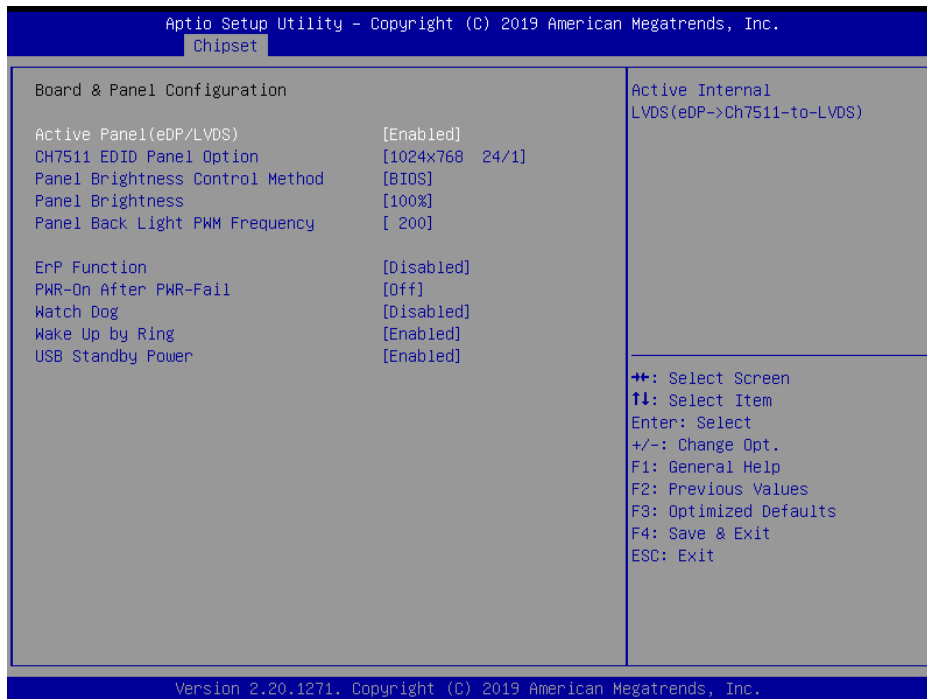 Aptio Setup Utility – Copyright (C) 2019 American Megatrends, Inc.
Chipset
Board & Panel Configuration
Active Panel(eDP/LVDS) [Enabled]
CH7511 EDID Panel Option [1024x768 24/1]
Panel Brightness Control Method [BIOS]
Panel Brightness [100%]
Panel Back Light PWM Frequency [ 200]
ErP Function [Disabled]
PWR-On After PWR-Fail [Off]
Watch Dog [Disabled]
Wake Up by Ring [Enabled]
USB Standby Power [Enabled]
Active Internal
LVDS(eDP->Ch7511-to-LVDS)
→←: Select Screen
↑↓: Select Item
Enter: Select
+/-: Change Opt.
F1: General Help
F2: Previous Values
F3: Optimized Defaults
F4: Save & Exit
ESC: Exit
Version 2.20.1271. Copyright (C) 2019 American Megatrends, Inc.